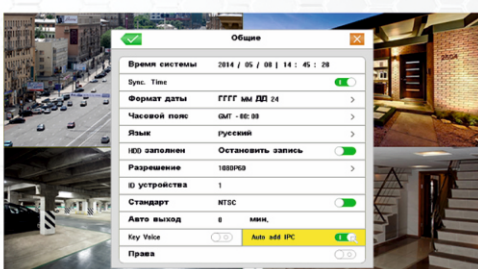 Общие
Время системы 2014 / 05 / 08 | 14 : 45 : 20
Sync. Time
Формат даты ГГГГ ММ ДД 24
Часовой пояс GMT -00:00
Язык Русский
HDD заполнен Остановить запись
Разрешение 1080P60
ID устройства 1
Стандарт NTSC
Авто выход 0 мин.
Key Voice Auto add IPC
Права